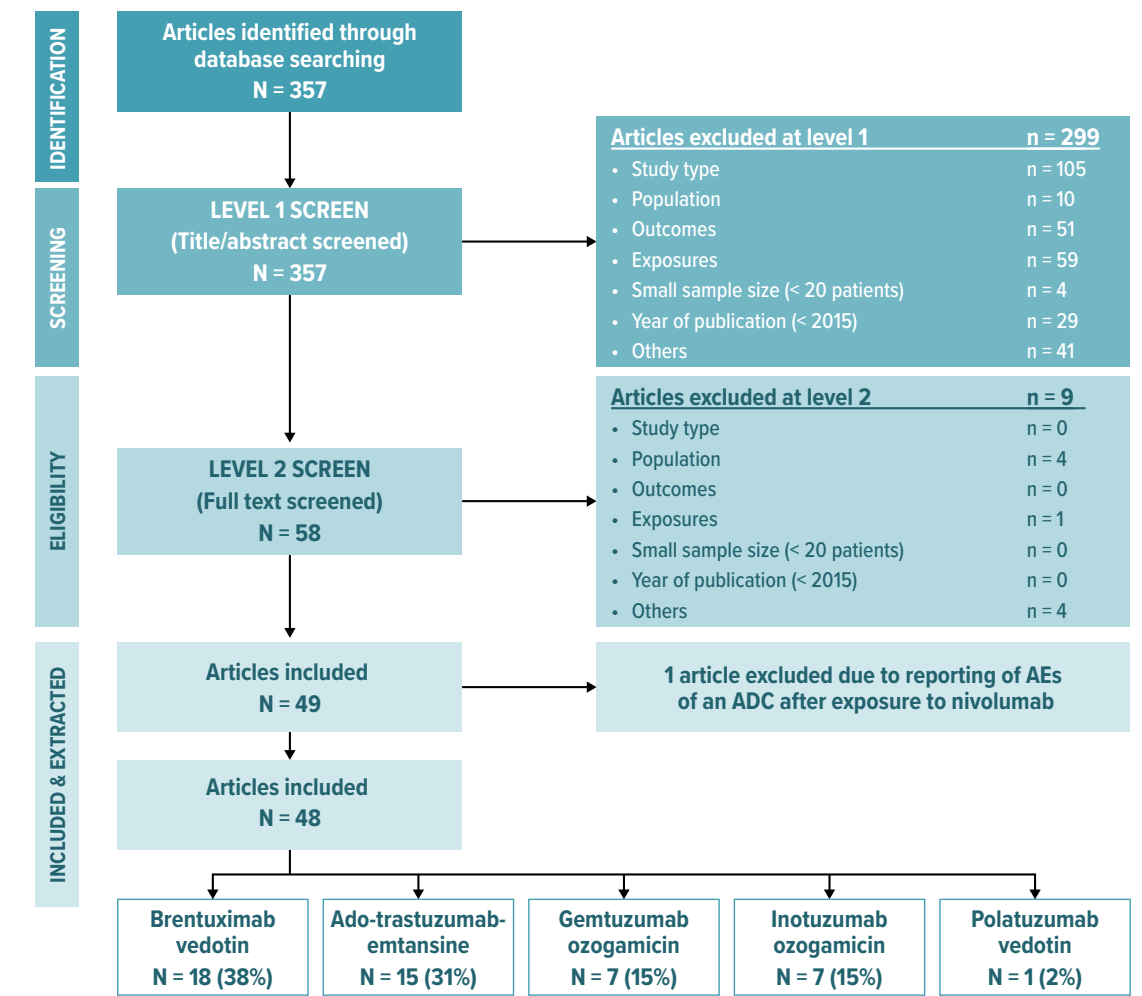 IDENTIFICATION
Articles identified through
database searching
N = 357
SCREENING
LEVEL 1 SCREEN
(Title/abstract screened)
N = 357
Articles excluded at level 1 n = 299
• Study type n = 105
• Population n = 10
• Outcomes n = 51
• Exposures n = 59
• Small sample size (< 20 patients) n = 4
• Year of publication (< 2015) n = 29
• Others n = 41
ELIGIBILITY
LEVEL 2 SCREEN
(Full text screened)
N = 58
Articles excluded at level 2 n = 9
• Study type n = 0
• Population n = 4
• Outcomes n = 0
• Exposures n = 1
• Small sample size (< 20 patients) n = 0
• Year of publication (< 2015) n = 0
• Others n = 4
INCLUDED & EXTRACTED
Articles included
N = 49
1 article excluded due to reporting of AEs
of an ADC after exposure to nivolumab
Articles included
N = 48
Brentuximab
vedotin
N = 18 (38%)
Ado-trastuzumab-
emtansine
N = 15 (31%)
Gemtuzumab
ozogamicin
N = 7 (15%)
Inotuzumab
ozogamicin
N = 7 (15%)
Polatuzumab
vedotin
N = 1 (2%)